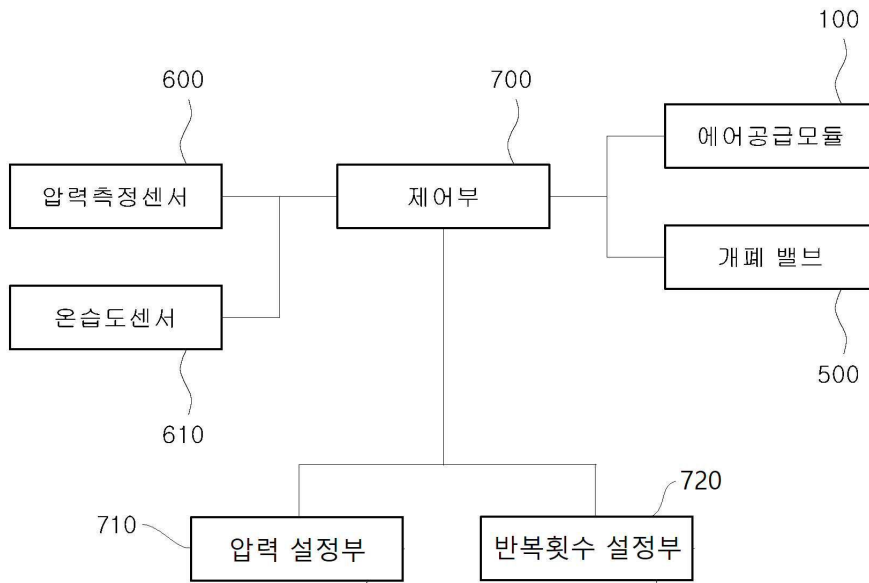 100
600
700
에어공급모듈
압력측정센서
제어부
개폐 밸브
온습도센서
500
610
720
710
압력 설정부
반복횟수 설정부